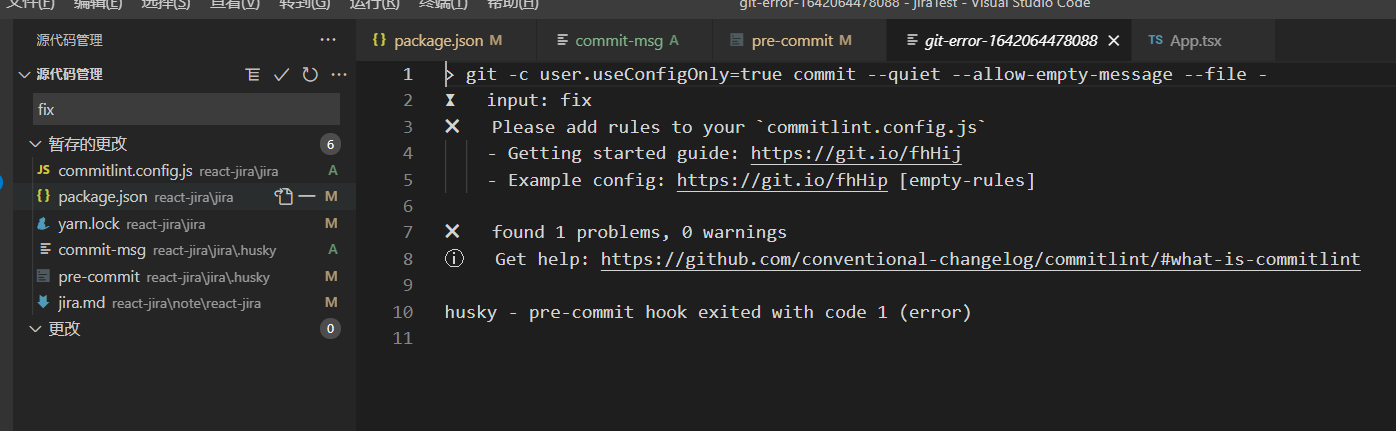 文件(F) 编辑(E) 选择(S) 查看(V) 转到(G) 运行(R) 终端(T) 帮助(H) git-error-1642064478088 - jiraTest - Visual Studio Code
源代码管理 ···
package.json M commit-msg A pre-commit M git-error-1642064478088 TS App.tsx
源代码管理 ···
fix
暂存的更改 6
JS commitlint.config.js react-jira\jira A
{} package.json react-jira\jira M
yarn.lock react-jira\jira M
commit-msg react-jira\jira\.husky A
pre-commit react-jira\jira\.husky M
jira.md react-jira\note\react-jira M
更改 0
1 > git -c user.useConfigOnly=true commit --quiet --allow-empty-message --file -
2 ⧗ input: fix
3 ✖ Please add rules to your `commitlint.config.js`
4 - Getting started guide: https://git.io/fhHij
5 - Example config: https://git.io/fhHip [empty-rules]
6
7 ✖ found 1 problems, 0 warnings
8 ⓘ Get help: https://github.com/conventional-changelog/commitlint/#what-is-commitlint
9
10 husky - pre-commit hook exited with code 1 (error)
11